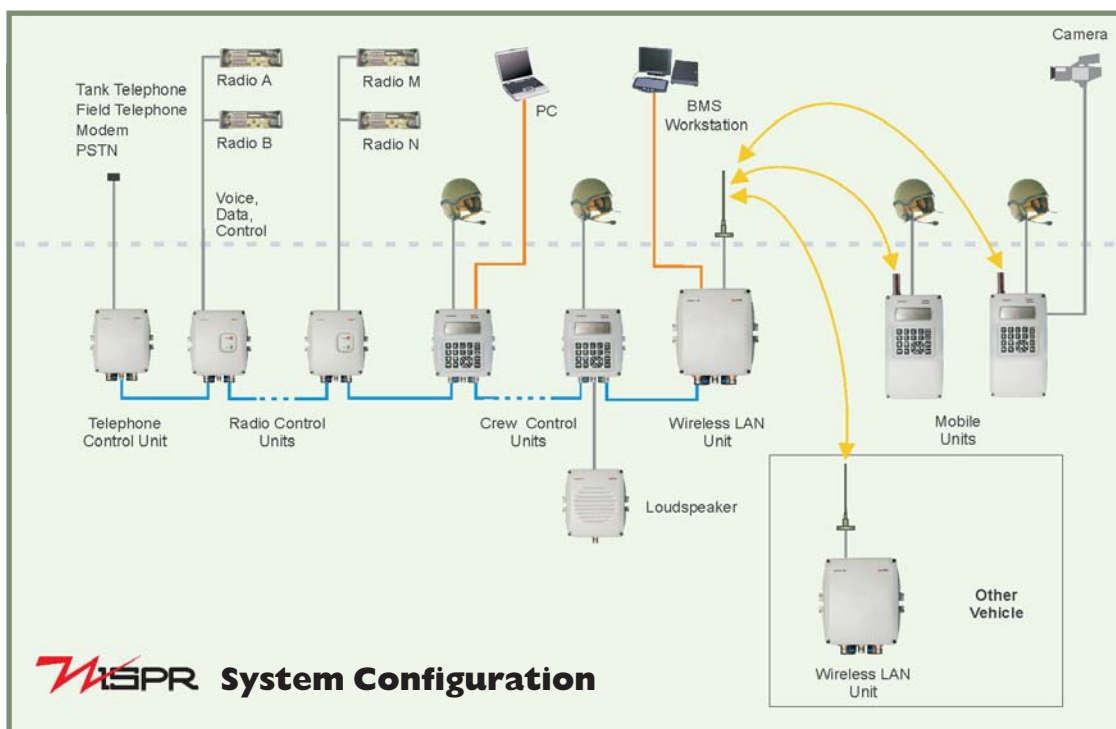 Camera
Tank Telephone
Field Telephone
Modem
PSTN
Radio A
Radio B
Voice,
Data,
Control
Radio M
Radio N
PC
BMS
Workstation
Telephone
Control Unit
Radio Control
Units
Crew Control
Units
Wireless LAN
Unit
Mobile
Units
Loudspeaker
Other
Vehicle
Wireless LAN
Unit
WISPR System Configuration